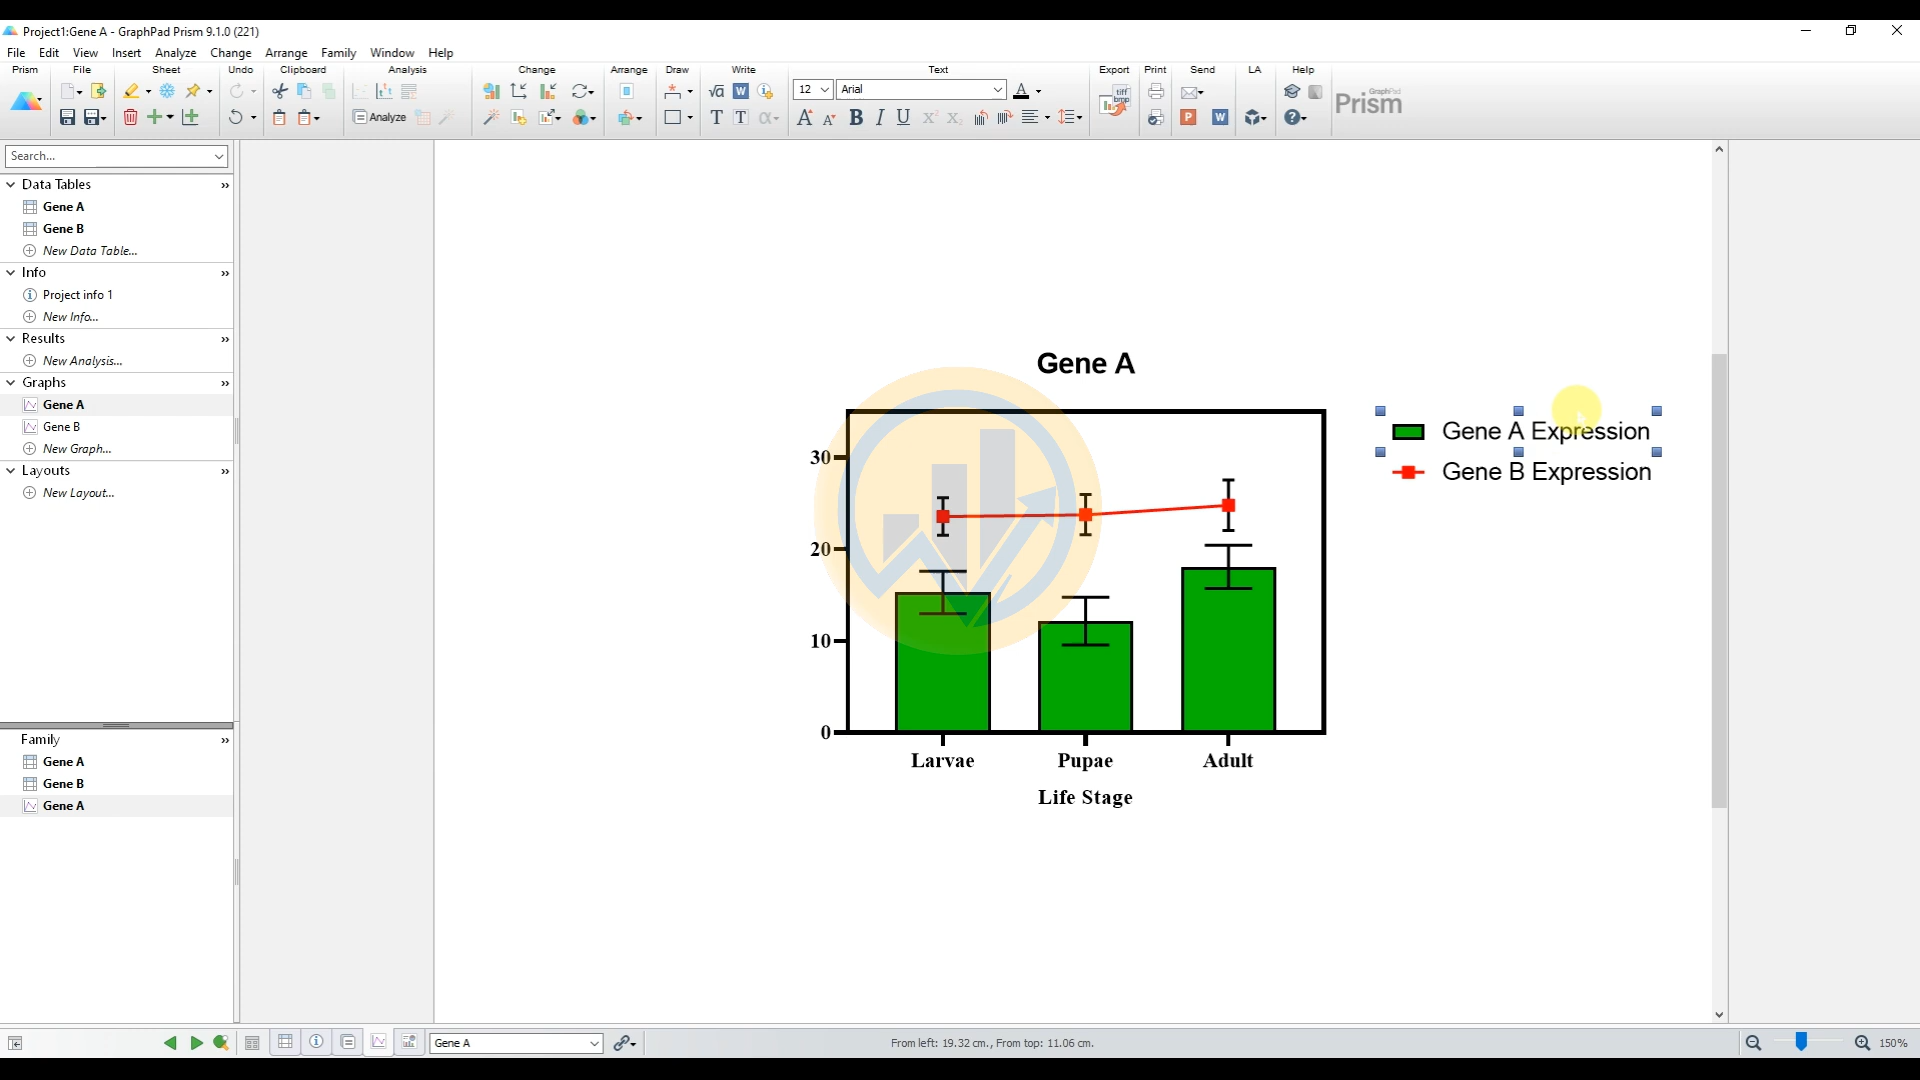 Project1:Gene A - GraphPad Prism 9.1.0 (221)
File Edit View Insert Analyze Change Arrange Family Window Help
Prism File Sheet Undo Clipboard Analysis Change Arrange Draw Write Text Export Print Send LA Help
12 Arial
Analyze
tiff
bmp
GraphPad
Prism
Search...
Data Tables
Gene A
Gene B
New Data Table...
Info
Project info 1
New Info...
Results
New Analysis...
Graphs
Gene A
Gene B
New Graph...
Layouts
New Layout...
Family
Gene A
Gene B
Gene A
Gene A
30
20
10
0
Larvae Pupae Adult
Life Stage
Gene A Expression
Gene B Expression
Gene A
From left: 19.32 cm., From top: 11.06 cm.
150%